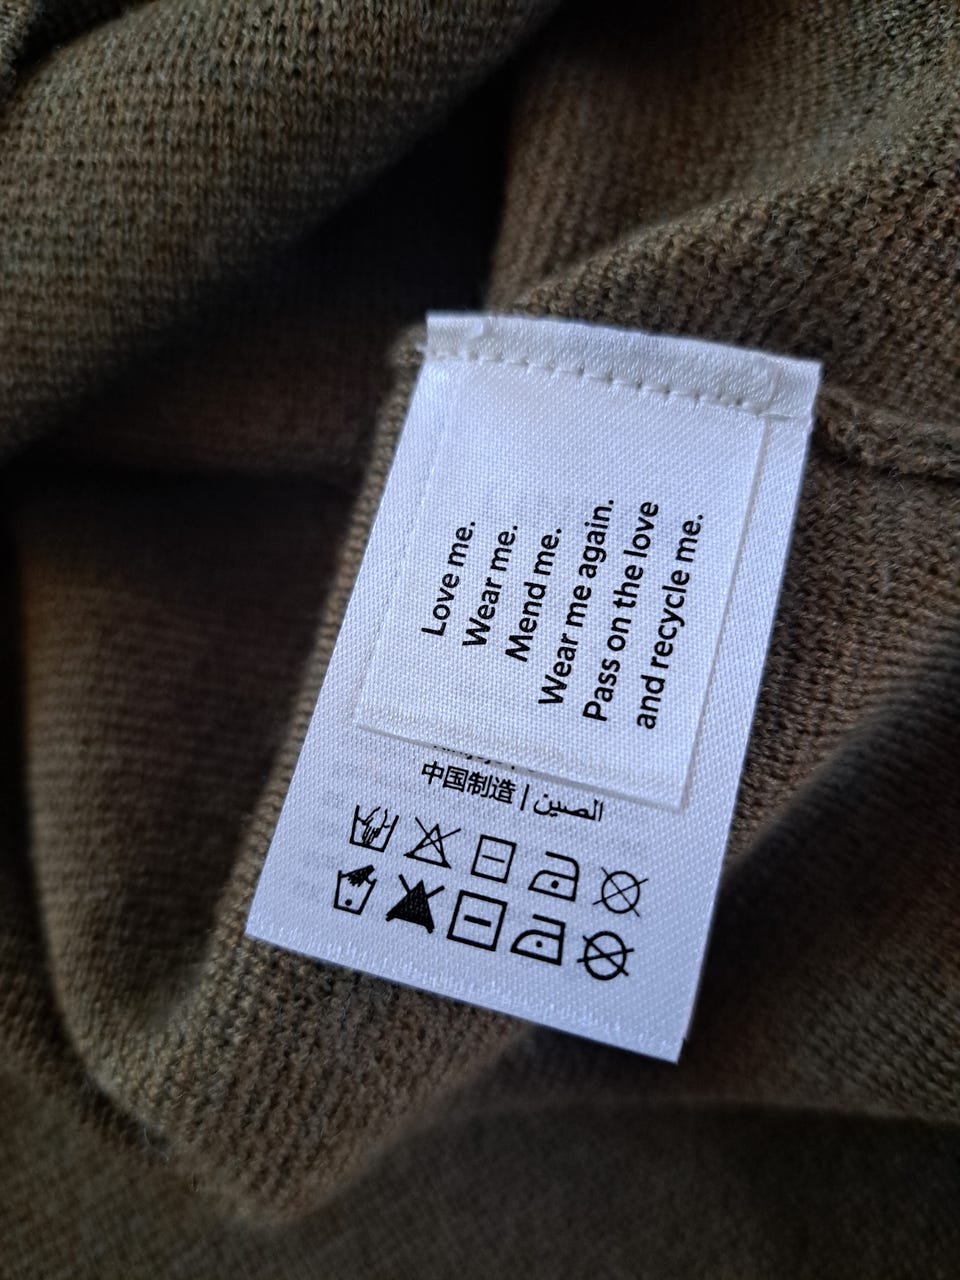 Love me.
Wear me.
Mend me.
Wear me again.
Pass on the love
and recycle me.
中国制造 | الصين